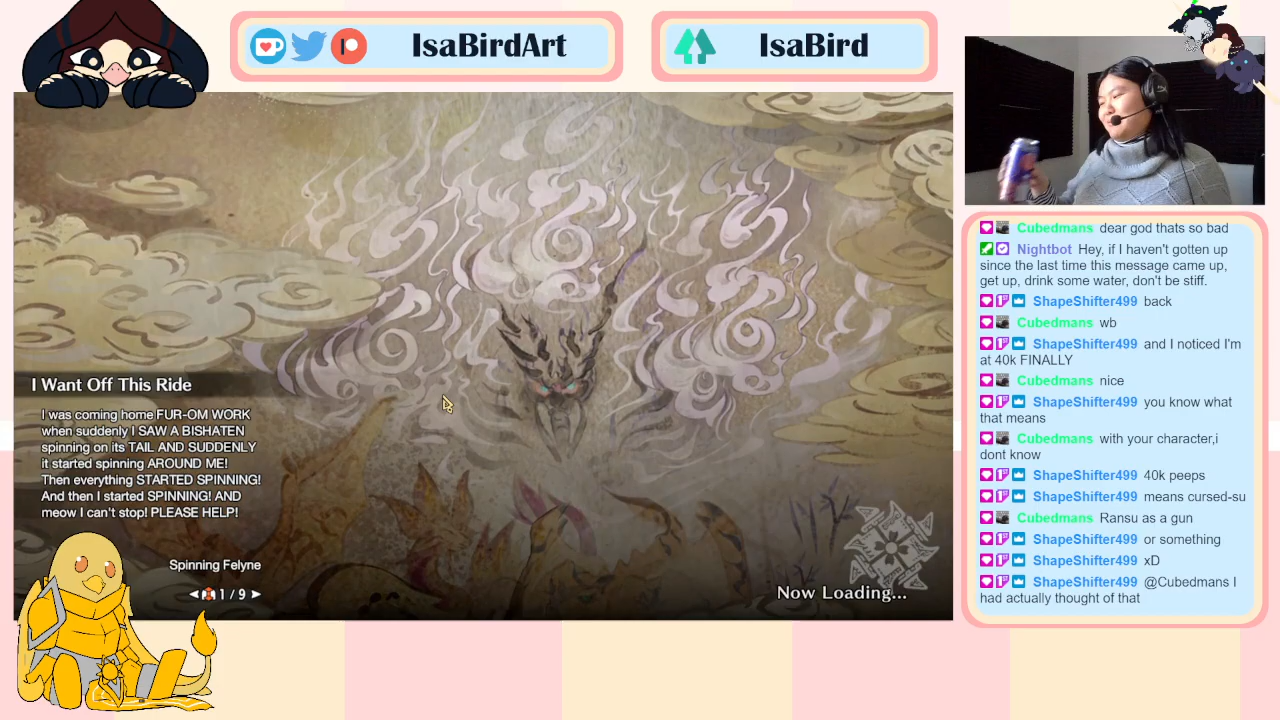 IsaBirdArt
IsaBird
I Want Off This Ride
I was coming home FUR-OM WORK
when suddenly I SAW A BISHATEN
spinning on its TAIL AND SUDDENLY
it started spinning AROUND ME!
Then everything STARTED SPINNING!
And then I started SPINNING! AND
meow I can't stop! PLEASE HELP!
Spinning Felyne
1 / 9
Now Loading...
Cubedmans dear god thats so bad
Nightbot Hey, if I haven't gotten up
since the last time this message came up,
get up, drink some water, don't be stiff.
ShapeShifter499 back
Cubedmans wb
ShapeShifter499 and I noticed I'm
at 40k FINALLY
Cubedmans nice
ShapeShifter499 you know what
that means
Cubedmans with your character,i
dont know
ShapeShifter499 40k peeps
ShapeShifter499 means cursed-su
Cubedmans Ransu as a gun
ShapeShifter499 or something
ShapeShifter499 xD
ShapeShifter499 @Cubedmans I
had actually thought of that